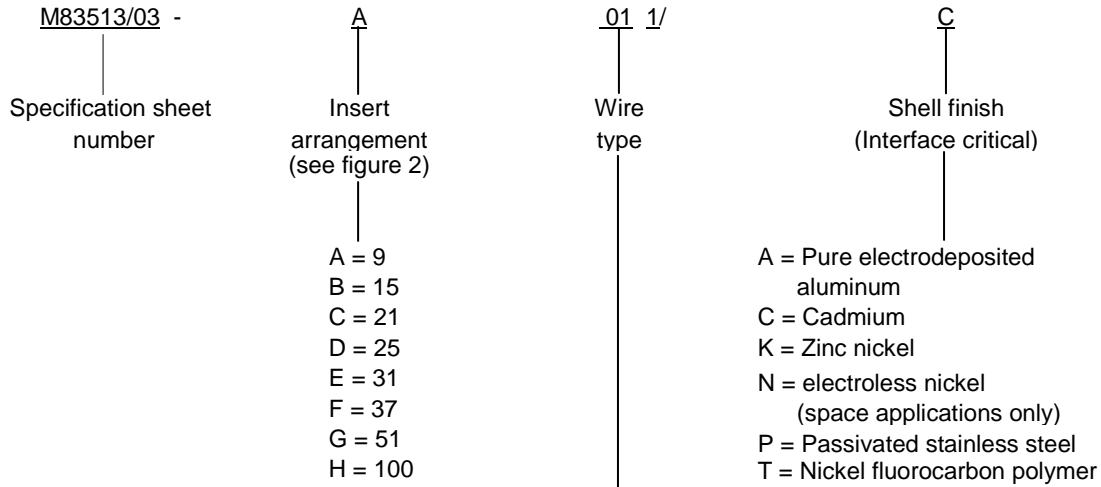 M83513/03 - A 01 1/ C
Specification sheet number
Insert arrangement (see figure 2)
Wire type
Shell finish (Interface critical)
A = 9
B = 15
C = 21
D = 25
E = 31
F = 37
G = 51
H = 100
A = Pure electrodeposited
aluminum
C = Cadmium
K = Zinc nickel
N = electroless nickel
(space applications only)
P = Passivated stainless steel
T = Nickel fluorocarbon polymer